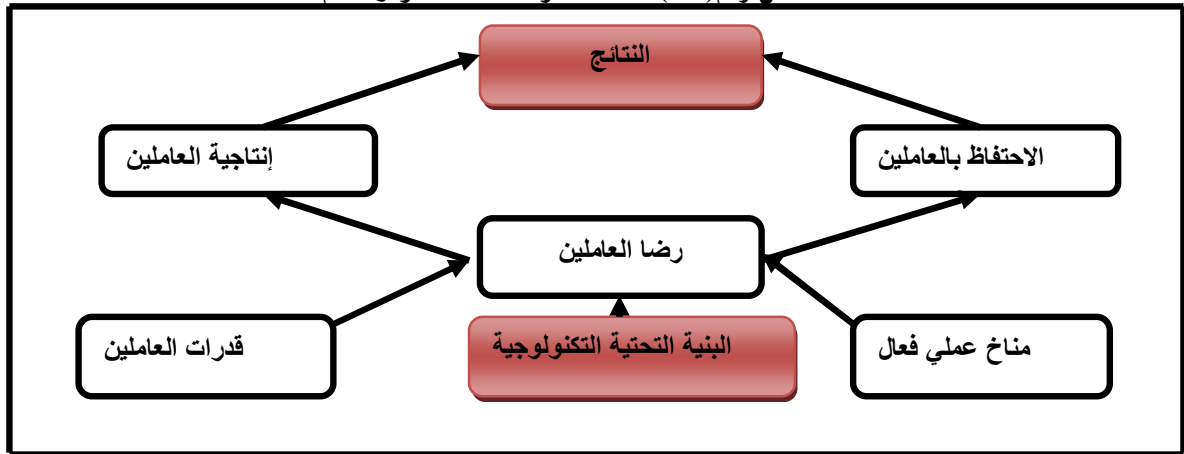 النتائج
الاحتفاظ بالعاملين
إنتاجية العاملين
رضا العاملين
مناخ عملي فعال
البنية التحتية التكنولوجية
قدرات العاملين